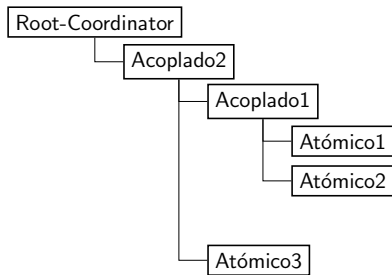 Root-Coordinator
Acoplado2
Acoplado1
Atómico1
Atómico2
Atómico3